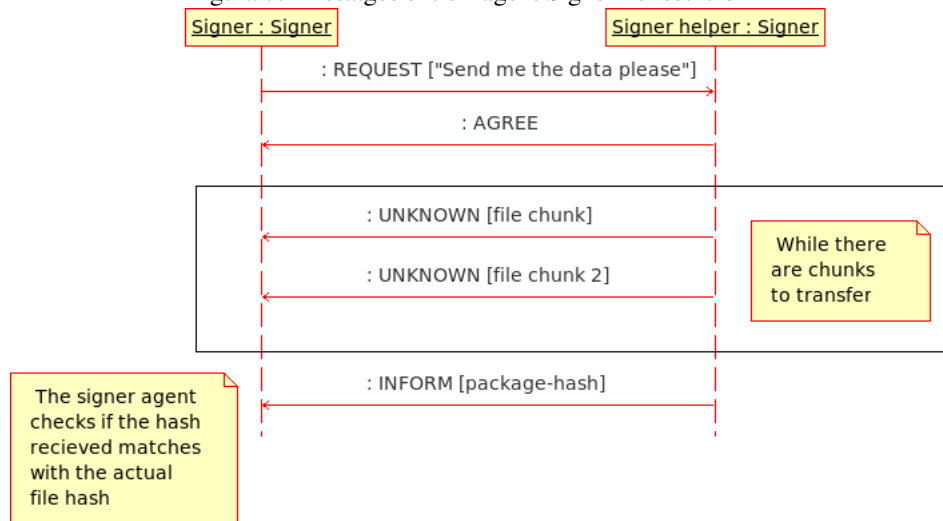 Signer : Signer
Signer helper : Signer
: REQUEST ["Send me the data please"]
: AGREE
: UNKNOWN [file chunk]
While there
are chunks
to transfer
: UNKNOWN [file chunk 2]
: INFORM [package-hash]
The signer agent
checks if the hash
recieved matches
with the actual
file hash